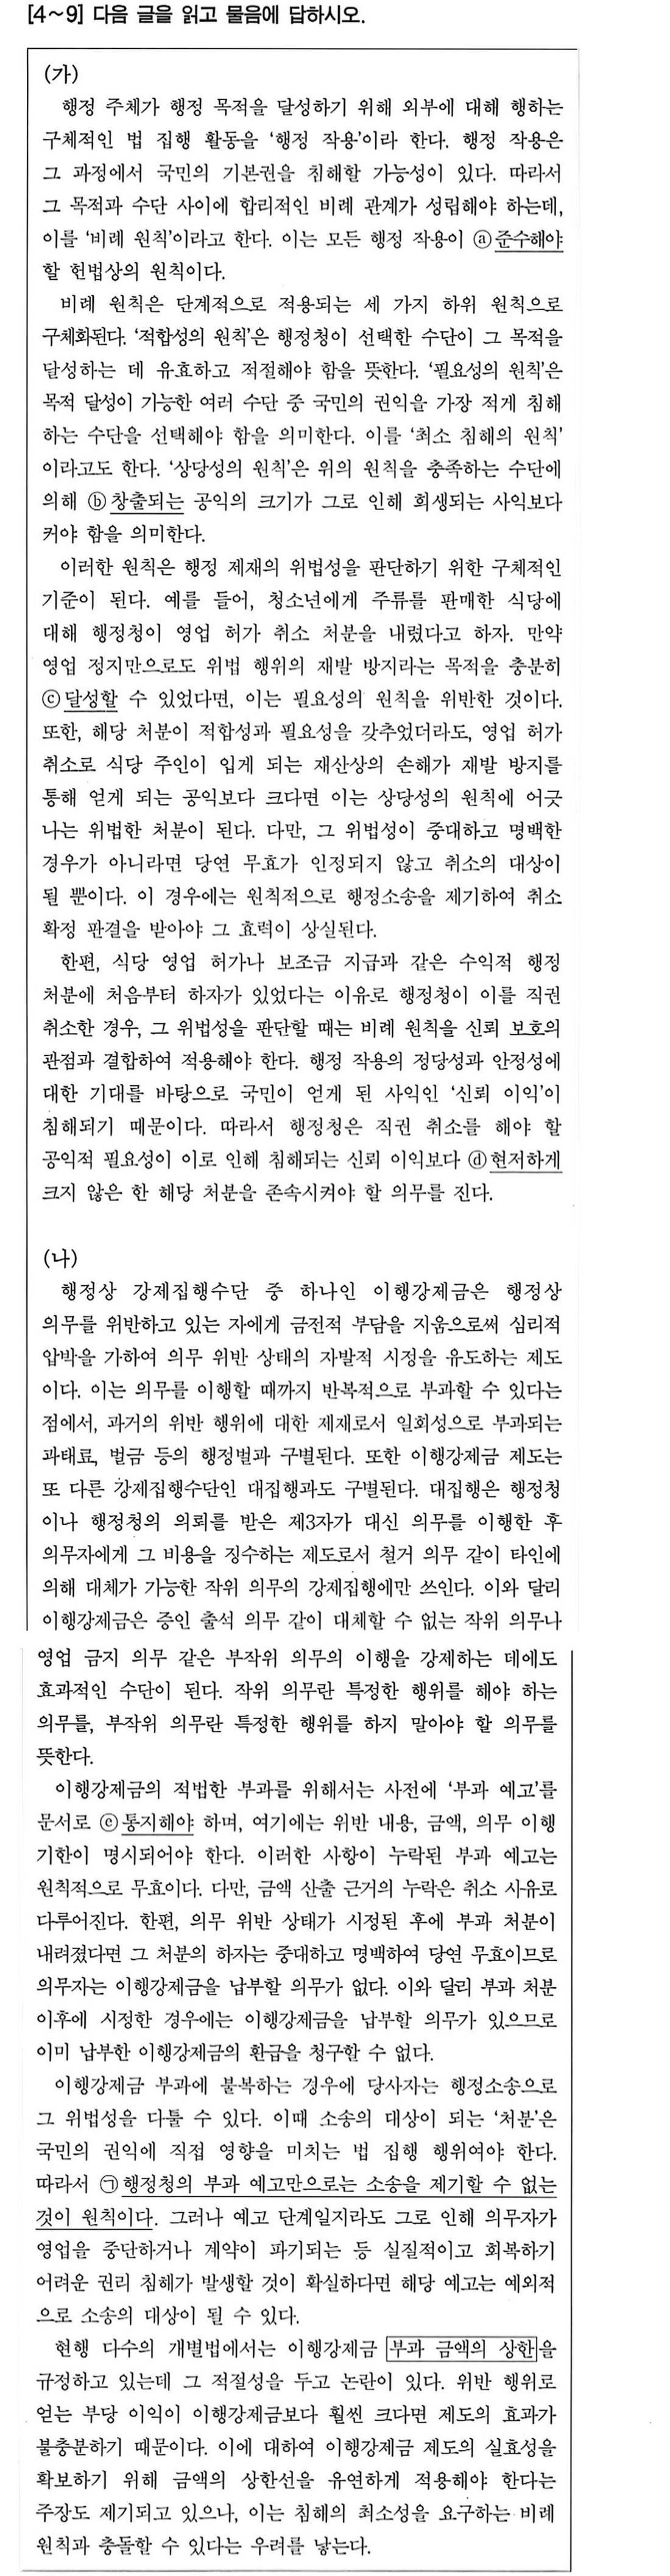 [4~9] 다음 글을 읽고 물음에 답하시오.
(가)
행정 주체가 행정 목적을 달성하기 위해 외부에 대해 행하는
구체적인 법 집행 활동을 '행정 작용'이라 한다. 행정 작용은
그 과정에서 국민의 기본권을 침해할 가능성이 있다. 따라서
그 목적과 수단 사이에 합리적인 비례 관계가 성립해야 하는데,
이를 '비례 원칙'이라고 한다. 이는 모든 행정 작용이 ⓐ준수해야
할 헌법상의 원칙이다.
비례 원칙은 단계적으로 적용되는 세 가지 하위 원칙으로
구체화된다. '적합성의 원칙'은 행정청이 선택한 수단이 그 목적을
달성하는 데 유효하고 적절해야 함을 뜻한다. '필요성의 원칙'은
목적 달성이 가능한 여러 수단 중 국민의 권익을 가장 적게 침해
하는 수단을 선택해야 함을 의미한다. 이를 '최소 침해의 원칙'
이라고도 한다. '상당성의 원칙'은 위의 원칙을 충족하는 수단에
의해 ⓑ창출되는 공익의 크기가 그로 인해 희생되는 사익보다
커야 함을 의미한다.
이러한 원칙은 행정 제재의 위법성을 판단하기 위한 구체적인
기준이 된다. 예를 들어, 청소년에게 주류를 판매한 식당에
대해 행정청이 영업 허가 취소 처분을 내렸다고 하자. 만약
영업 정지만으로도 위법 행위의 재발 방지라는 목적을 충분히
ⓒ달성할 수 있었다면, 이는 필요성의 원칙을 위반한 것이다.
또한, 해당 처분이 적합성과 필요성을 갖추었더라도, 영업 허가
취소로 식당 주인이 입게 되는 재산상의 손해가 재발 방지를
통해 얻게 되는 공익보다 크다면 이는 상당성의 원칙에 어긋
나는 위법한 처분이 된다. 다만, 그 위법성이 중대하고 명백한
경우가 아니라면 당연 무효가 인정되지 않고 취소의 대상이
될 뿐이다. 이 경우에는 원칙적으로 행정소송을 제기하여 취소
확정 판결을 받아야 그 효력이 상실된다.
한편, 식당 영업 허가나 보조금 지급과 같은 수익적 행정
처분에 처음부터 하자가 있었다는 이유로 행정청이 이를 직권
취소한 경우, 그 위법성을 판단할 때는 비례 원칙을 신뢰 보호의
관점과 결합하여 적용해야 한다. 행정 작용의 정당성과 안정성에
대한 기대를 바탕으로 국민이 얻게 된 사익인 '신뢰 이익'이
침해되기 때문이다. 따라서 행정청은 직권 취소를 해야 할
공익적 필요성이 이로 인해 침해되는 신뢰 이익보다 ⓓ현저하게
크지 않은 한 해당 처분을 존속시켜야 할 의무를 진다.
(나)
행정상 강제집행수단 중 하나인 이행강제금은 행정상
의무를 위반하고 있는 자에게 금전적 부담을 지움으로써 심리적
압박을 가하여 의무 위반 상태의 자발적 시정을 유도하는 제도
이다. 이는 의무를 이행할 때까지 반복적으로 부과할 수 있다는
점에서, 과거의 위반 행위에 대한 제재로서 일회성으로 부과되는
과태료, 벌금 등의 행정벌과 구별된다. 또한 이행강제금 제도는
또 다른 강제집행수단인 대집행과도 구별된다. 대집행은 행정청
이나 행정청의 의뢰를 받은 제3자가 대신 의무를 이행한 후
의무자에게 그 비용을 징수하는 제도로서 철거 의무 같이 타인에
의해 대체가 가능한 작위 의무의 강제집행에만 쓰인다. 이와 달리
이행강제금은 증인 출석 의무 같이 대체할 수 없는 작위 의무나
영업 금지 의무 같은 부작위 의무의 이행을 강제하는 데에도
효과적인 수단이 된다. 작위 의무란 특정한 행위를 해야 하는
의무를, 부작위 의무란 특정한 행위를 하지 말아야 할 의무를
뜻한다.
이행강제금의 적법한 부과를 위해서는 사전에 '부과 예고'를
문서로 ⓔ통지해야 하며, 여기에는 위반 내용, 금액, 의무 이행
기한이 명시되어야 한다. 이러한 사항이 누락된 부과 예고는
원칙적으로 무효이다. 다만, 금액 산출 근거의 누락은 취소 사유로
다루어진다. 한편, 의무 위반 상태가 시정된 후에 부과 처분이
내려졌다면 그 처분의 하자는 중대하고 명백하여 당연 무효이므로
의무자는 이행강제금을 납부할 의무가 없다. 이와 달리 부과 처분
이후에 시정한 경우에는 이행강제금을 납부할 의무가 있으므로
이미 납부한 이행강제금의 환급을 청구할 수 없다.
이행강제금 부과에 불복하는 경우에 당사자는 행정소송으로
그 위법성을 다툴 수 있다. 이때 소송의 대상이 되는 '처분'은
국민의 권익에 직접 영향을 미치는 법 집행 행위여야 한다.
따라서 ㉠행정청의 부과 예고만으로는 소송을 제기할 수 없는
것이 원칙이다. 그러나 예고 단계일지라도 그로 인해 의무자가
영업을 중단하거나 계약이 파기되는 등 실질적이고 회복하기
어려운 권리 침해가 발생할 것이 확실하다면 해당 예고는 예외적
으로 소송의 대상이 될 수 있다.
현행 다수의 개별법에서는 이행강제금 부과 금액의 상한을
규정하고 있는데 그 적절성을 두고 논란이 있다. 위반 행위로
얻는 부당 이익이 이행강제금보다 훨씬 크다면 제도의 효과가
불충분하기 때문이다. 이에 대하여 이행강제금 제도의 실효성을
확보하기 위해 금액의 상한선을 유연하게 적용해야 한다는
주장도 제기되고 있으나, 이는 침해의 최소성을 요구하는 비례
원칙과 충돌할 수 있다는 우려를 낳는다.